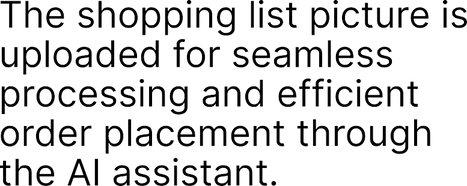 The shopping list picture is
uploaded for seamless
processing and efficient
order placement through
the AI assistant.